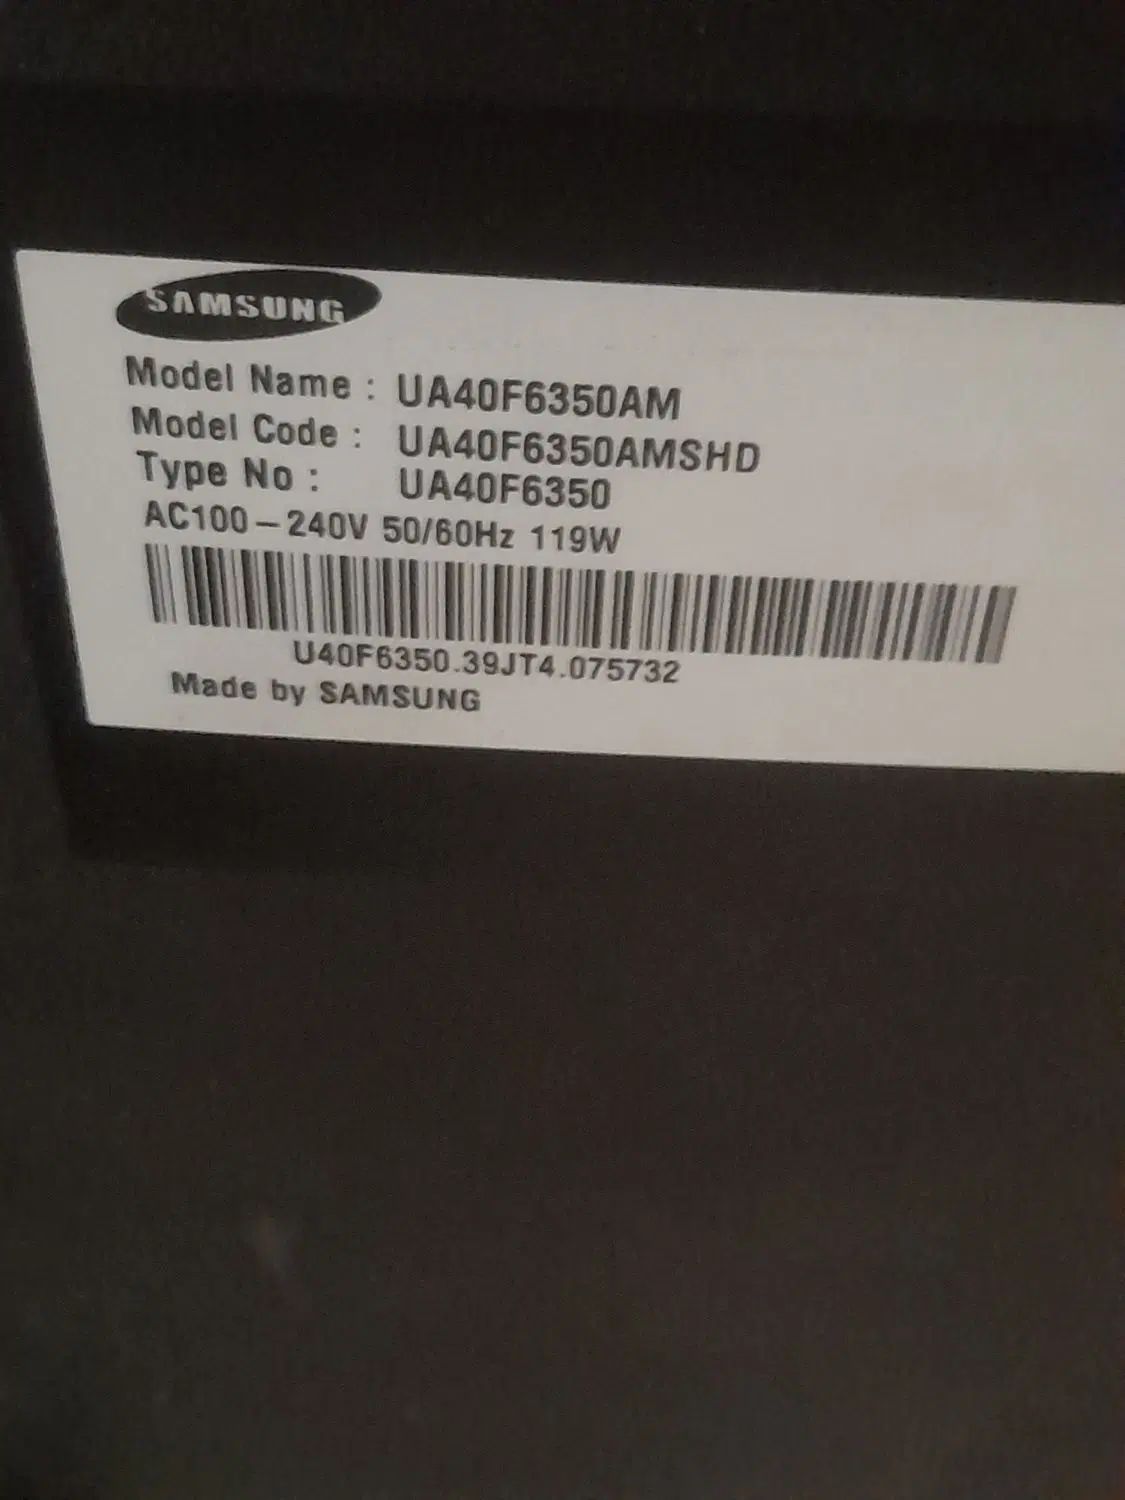 SAMSUNG
Model Name : UA40F6350AM
Model Code : UA40F6350AMSHD
Type No : UA40F6350
AC100-240V 50/60Hz 119W
U40F6350.39JT4.075732
Made by SAMSUNG